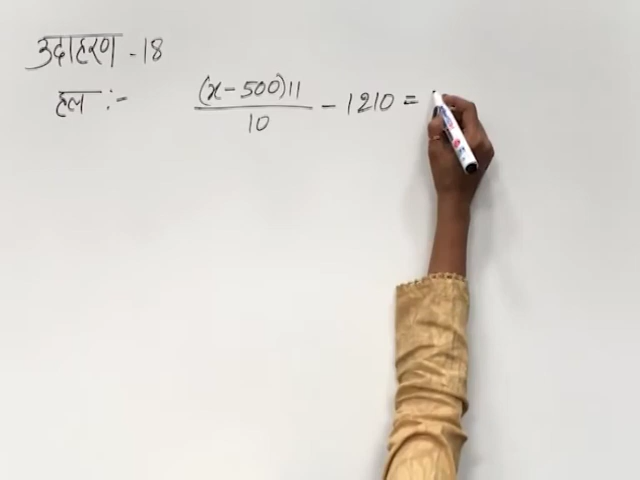 उदाहरण - 18
हल :- (x - 500)11 / 10 - 1210 =